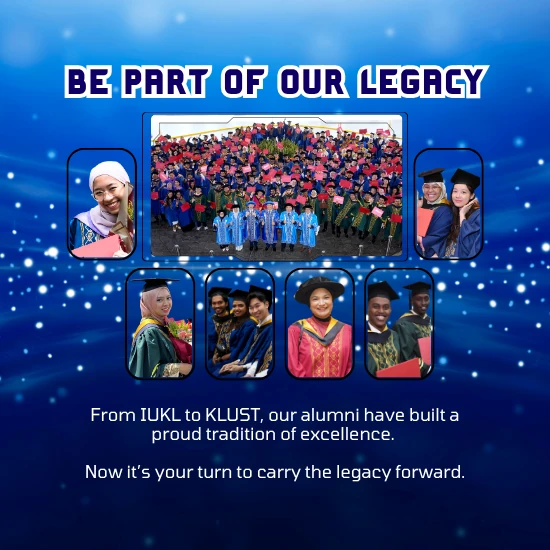 BE PART OF OUR LEGACY
From IUKL to KLUST, our alumni have built a
proud tradition of excellence.
Now it's your turn to carry the legacy forward.